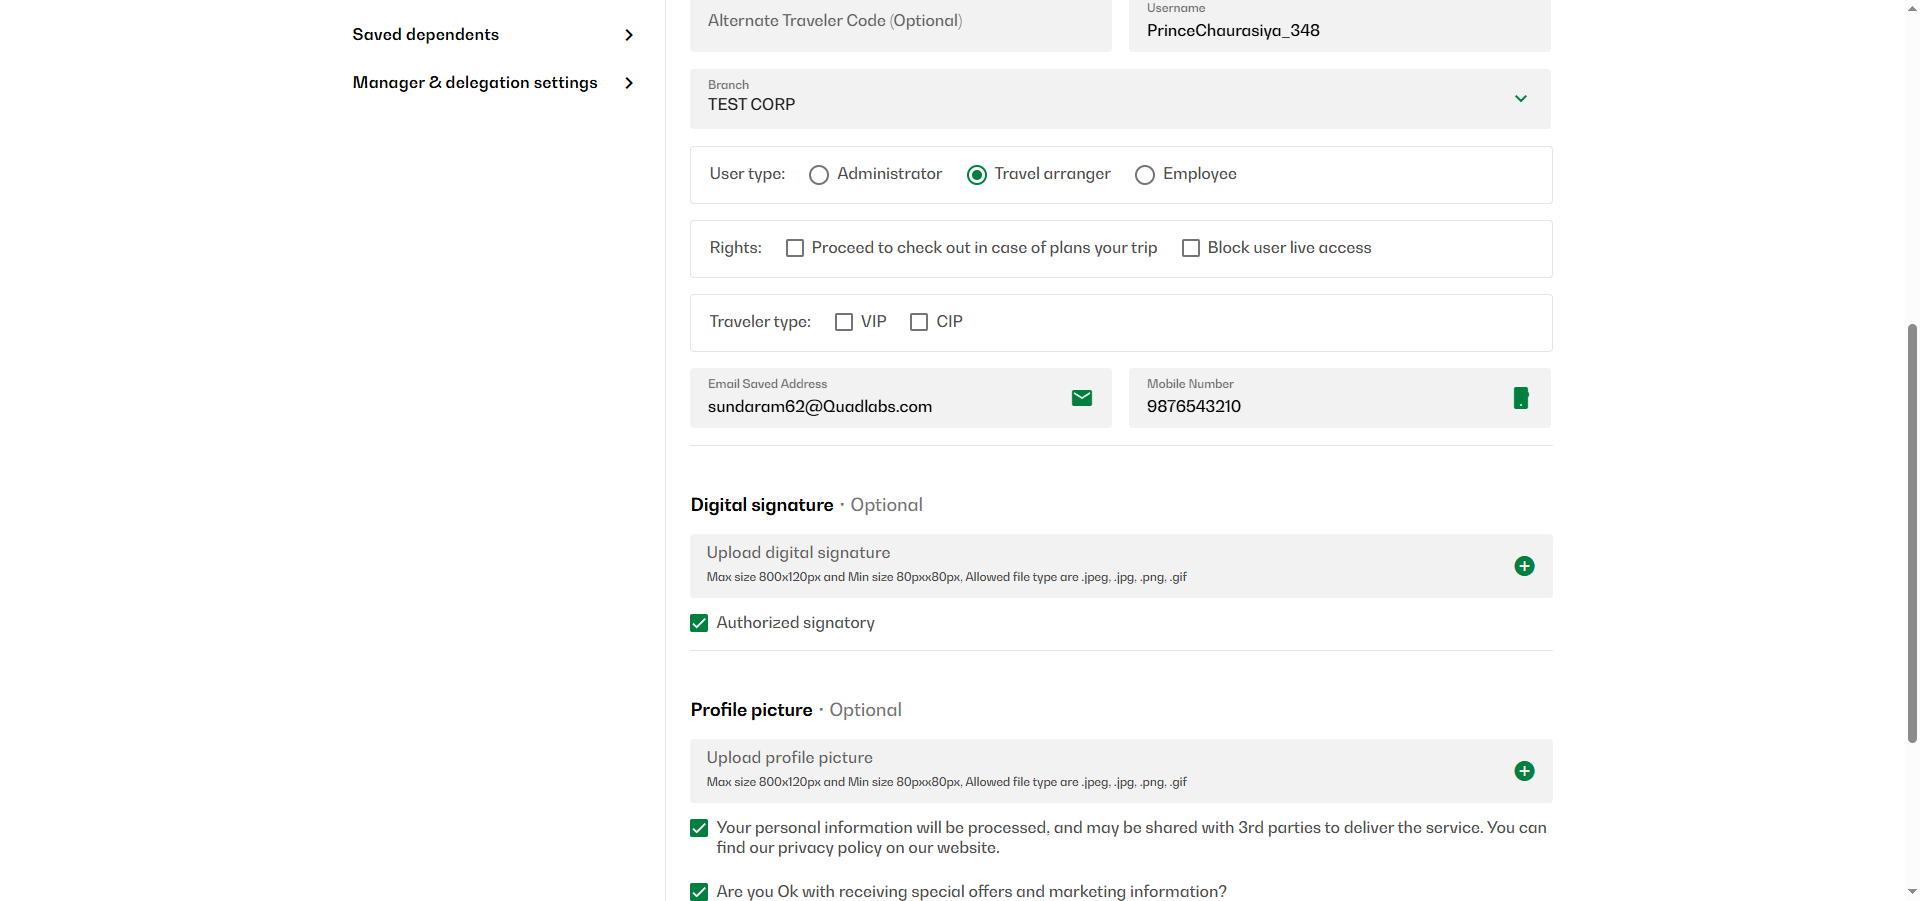 Saved dependents
Manager & delegation settings
Alternate Traveler Code (Optional)
Username
PrinceChaurasiya_348
Branch
TEST CORP
User type: Administrator Travel arranger Employee
Rights: Proceed to check out in case of plans your trip Block user live access
Traveler type: VIP CIP
Email Saved Address
sundaram62@Quadlabs.com
Mobile Number
9876543210
Digital signature · Optional
Upload digital signature
Max size 800x120px and Min size 80pxx80px, Allowed file type are .jpeg, .jpg, .png, .gif
Authorized signatory
Profile picture · Optional
Upload profile picture
Max size 800x120px and Min size 80pxx80px, Allowed file type are .jpeg, .jpg, .png, .gif
Your personal information will be processed, and may be shared with 3rd parties to deliver the service. You can
find our privacy policy on our website.
Are you Ok with receiving special offers and marketing information?